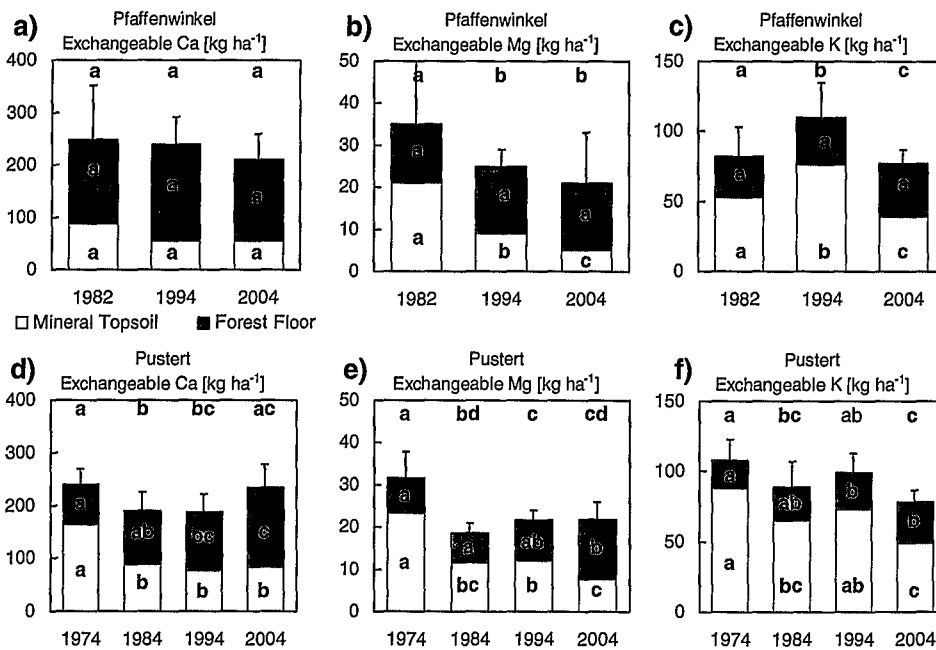 a)
Pfaffenwinkel
Exchangeable Ca [kg ha⁻¹]
400
300
200
100
0
a a a
a a a
a a a
1982 1994 2004
b)
Pfaffenwinkel
Exchangeable Mg [kg ha⁻¹]
50
40
30
20
10
0
a b b
a a a
a b c
1982 1994 2004
c)
Pfaffenwinkel
Exchangeable K [kg ha⁻¹]
150
100
50
0
a b c
a a a
a b c
1982 1994 2004
Mineral Topsoil Forest Floor
d)
Pustert
Exchangeable Ca [kg ha⁻¹]
400
300
200
100
0
a b bc ac
a ab bc c
a b b b
1974 1984 1994 2004
e)
Pustert
Exchangeable Mg [kg ha⁻¹]
50
40
30
20
10
0
a bd c cd
a a ab b
a bc b c
1974 1984 1994 2004
f)
Pustert
Exchangeable K [kg ha⁻¹]
150
100
50
0
a bc ab c
a ab b b
a bc ab c
1974 1984 1994 2004